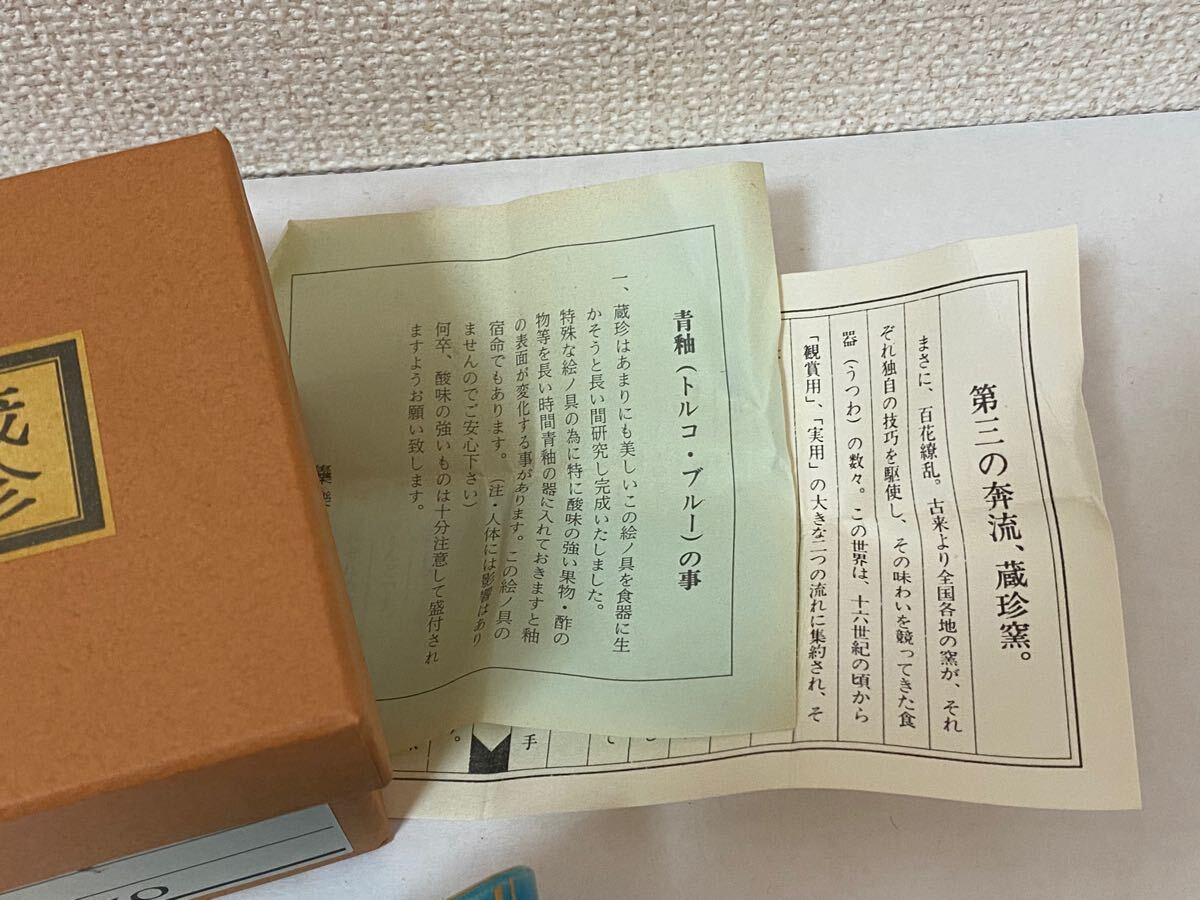 第三の奔流、蔵珍窯。
まさに、百花繚乱。古来より全国各地の窯が、それ
ぞれ独自の技巧を駆使し、その味わいを競ってきた食
器（うつわ）の数々。この世界は、十六世紀の頃から
「観賞用」、「実用」の大きな二つの流れに集約され、そ
て
手
青釉（トルコ・ブルー）の事
一、蔵珍はあまりにも美しいこの絵ノ具を食器に生
かそうと長い間研究し完成いたしました。
特殊な絵ノ具の為に特に酸味の強い果物・酢の
物等を長い時間青釉の器に入れておきますと釉
の表面が変化する事があります。この絵ノ具の
宿命でもあります。（注・人体には影響はあり
ませんのでご安心下さい）
何卒、酸味の強いものは十分注意して盛付され
ますようお願い致します。